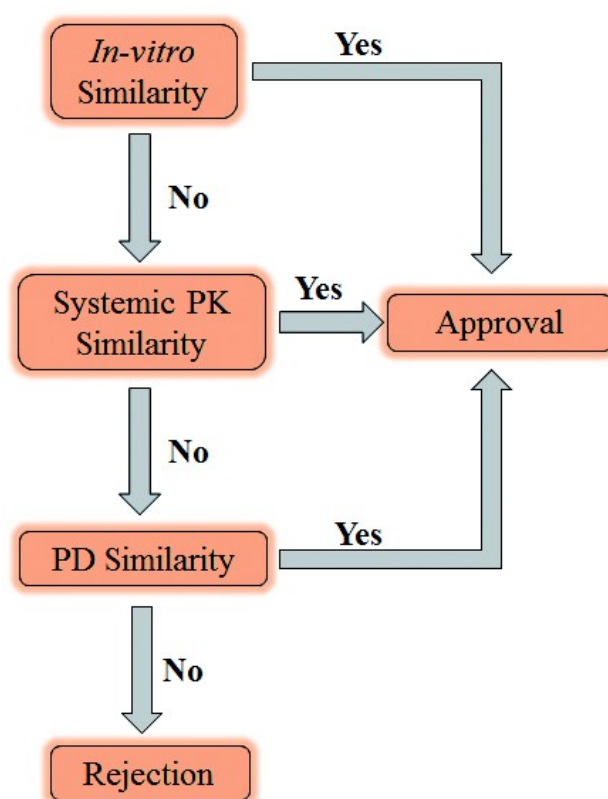 In-vitro
Similarity
Yes
No
Systemic PK
Similarity
Yes
Approval
No
PD Similarity
Yes
No
Rejection